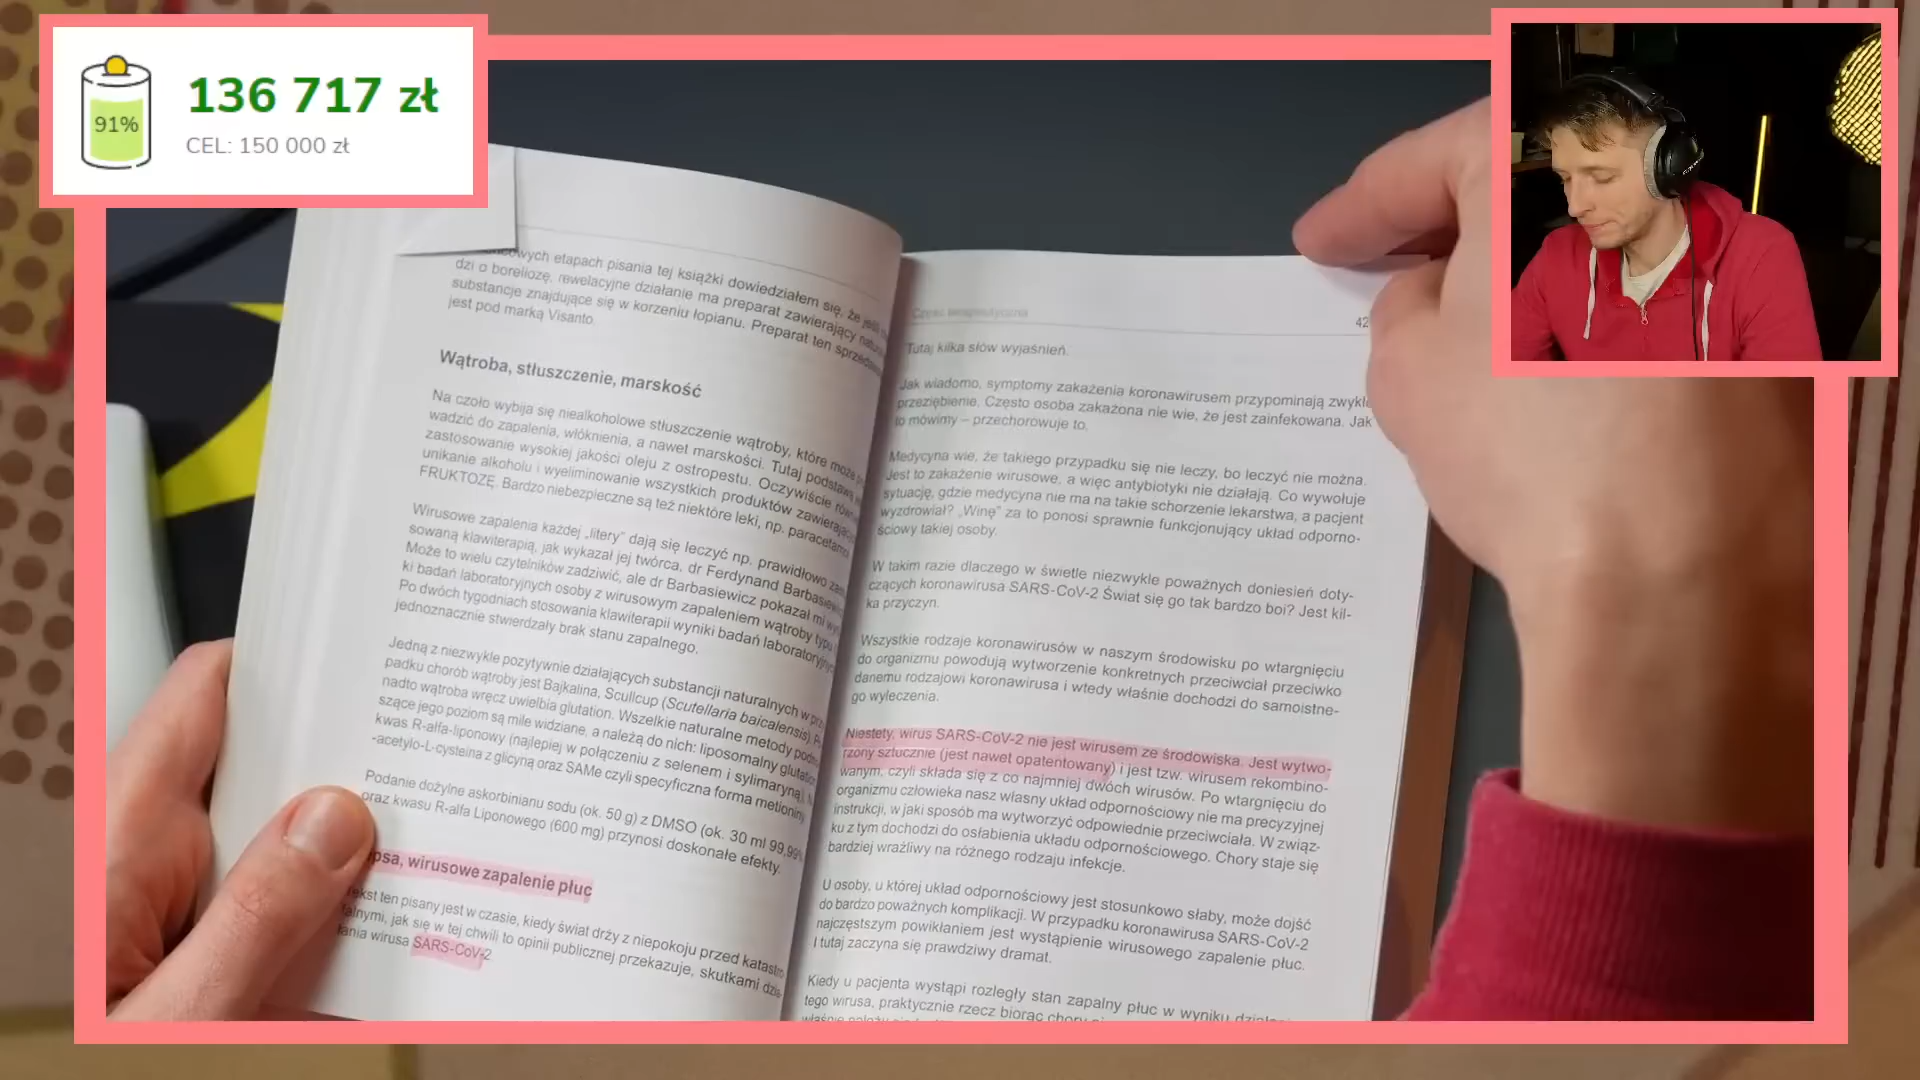 136 717 zł
91%
CEL: 150 000 zł
etapach pisania tej książki dowiedziałem się, że jeśli
dzi o boreliozę, rewelacyjne działanie ma preparat zawierający
substancje znajdujące się w korzeniu łopianu. Preparat ten
jest pod marką Visanto.
Wątroba, stłuszczenie, marskość
Na czoło wybija się niealkoholowe stłuszczenie wątroby, które może
wadzić do zapalenia, włóknienia, a nawet marskości. Tutaj podstawą
zastosowanie wysokiej jakości oleju z ostropestu. Oczywiście
unikanie alkoholu i wyeliminowanie wszystkich produktów
FRUKTOZĘ. Bardzo niebezpieczne są też niektóre leki, np.
Wirusowe zapalenia każdej „litery” dają się leczyć np. prawidłowo
sowaną klawiterapią, jak wykazał jej twórca, dr Ferdynand
Może to wielu czytelników zadziwić, ale dr Barbasiewicz pokazał mi
ki badań laboratoryjnych osoby z wirusowym zapaleniem wątroby typu
Po dwóch tygodniach stosowania klawiterapii wyniki badań
jednoznacznie stwierdzały brak stanu zapalnego.
Jedną z niezwykle pozytywnie działających substancji naturalnych w
padku chorób wątroby jest Bajkalina, Scullcup (Scutellaria baicalensis).
nadto wątroba wręcz uwielbia glutation. Wszelkie naturalne metody
szące jego poziom są mile widziane, a należą do nich: liposomalny
kwas R-alfa-liponowy (najlepiej w połączeniu z selenem i sylimaryną),
-acetylo-L-cysteina z glicyną oraz SAMe czyli specyficzna forma
Podanie dożylne askorbinianu sodu (ok. 50 g) z DMSO (ok. 30 ml
oraz kwasu R-alfa Liponowego (600 mg) przynosi doskonałe efekty.
wirusowe zapalenie płuc
ten pisany jest w czasie, kiedy świat drży z niepokoju przed
jak się w tej chwili to opinii publicznej przekazuje, skutkami
łania wirusa SARS-CoV-2
Część terapeutyczna
42
Tutaj kilka słów wyjaśnień.
Jak wiadomo, symptomy zakażenia koronawirusem przypominają zwykłe
przeziębienie. Często osoba zakażona nie wie, że jest zainfekowana. Jak
to mówimy – przechorowuje to.
Medycyna wie, że takiego przypadku się nie leczy, bo leczyć nie można.
Jest to zakażenie wirusowe, a więc antybiotyki nie działają. Co wywołuje
sytuację, gdzie medycyna nie ma na takie schorzenie lekarstwa, a pacjent
wyzdrowiał? „Winę” za to ponosi sprawnie funkcjonujący układ odporno-
ściowy takiej osoby.
W takim razie dlaczego w świetle niezwykle poważnych doniesień doty-
czących koronawirusa SARS-CoV-2 Świat się go tak bardzo boi? Jest kil-
ka przyczyn.
Wszystkie rodzaje koronawirusów w naszym środowisku po wtargnięciu
do organizmu powodują wytworzenie konkretnych przeciwciał przeciwko
danemu rodzajowi koronawirusa i wtedy właśnie dochodzi do samoistne-
go wyleczenia.
Niestety, wirus SARS-CoV-2 nie jest wirusem ze środowiska. Jest wytwo-
rzony sztucznie (jest nawet opatentowany) i jest tzw. wirusem rekombino-
wanym, czyli składa się z co najmniej dwóch wirusów. Po wtargnięciu do
organizmu człowieka nasz własny układ odpornościowy nie ma precyzyjnej
instrukcji, w jaki sposób ma wytworzyć odpowiednie przeciwciała. W związ-
ku z tym dochodzi do osłabienia układu odpornościowego. Chory staje się
bardziej wrażliwy na różnego rodzaju infekcje.
U osoby, u której układ odpornościowy jest stosunkowo słaby, może dojść
do bardzo poważnych komplikacji. W przypadku koronawirusa SARS-CoV-2
najczęstszym powikłaniem jest wystąpienie wirusowego zapalenie płuc.
I tutaj zaczyna się prawdziwy dramat.
Kiedy u pacjenta wystąpi rozległy stan zapalny płuc w wyniku
tego wirusa, praktycznie rzecz biorąc